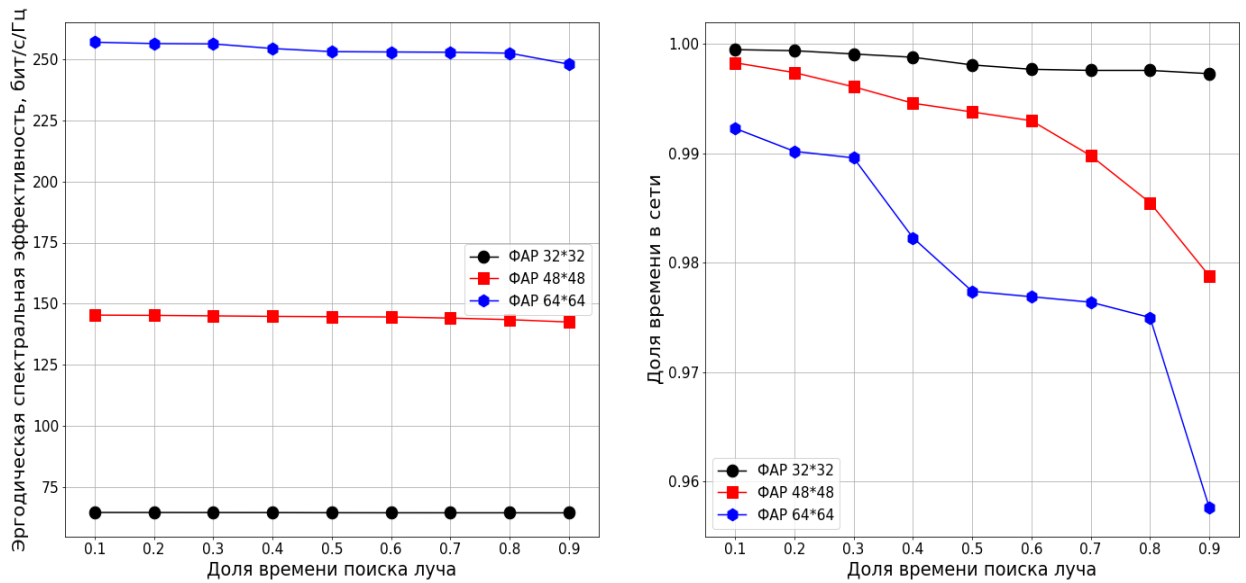 Эргодическая спектральная эффективность, бит/с/Гц
250
225
200
175
150
125
100
75
ФАР 32*32
ФАР 48*48
ФАР 64*64
0.1 0.2 0.3 0.4 0.5 0.6 0.7 0.8 0.9
Доля времени поиска луча
Доля времени в сети
1.00
0.99
0.98
0.97
0.96
ФАР 32*32
ФАР 48*48
ФАР 64*64
0.1 0.2 0.3 0.4 0.5 0.6 0.7 0.8 0.9
Доля времени поиска луча